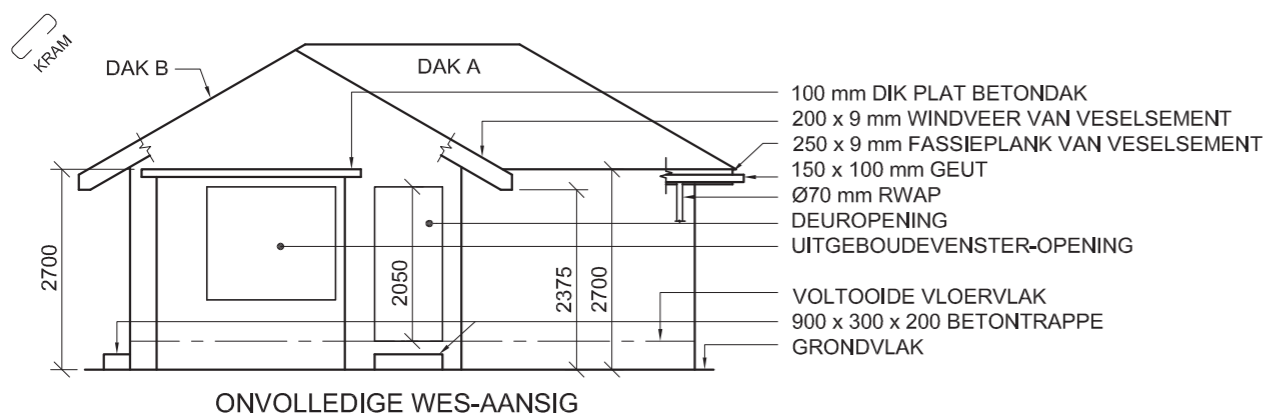 KRAM
DAK B
DAK A
100 mm DIK PLAT BETONDAK
200 x 9 mm WINDVEER VAN VESELSEMENT
250 x 9 mm FASSIEPLANK VAN VESELSEMENT
150 x 100 mm GEUT
Ø70 mm RWAP
DEUROPENING
UITGEBOUDEVENSTER-OPENING
VOLTOOIDE VLOERVLAK
900 x 300 x 200 BETONTRAPPE
GRONDVLAK
2700
2050
2375
2700
ONVOLLEDIGE WES-AANSIG